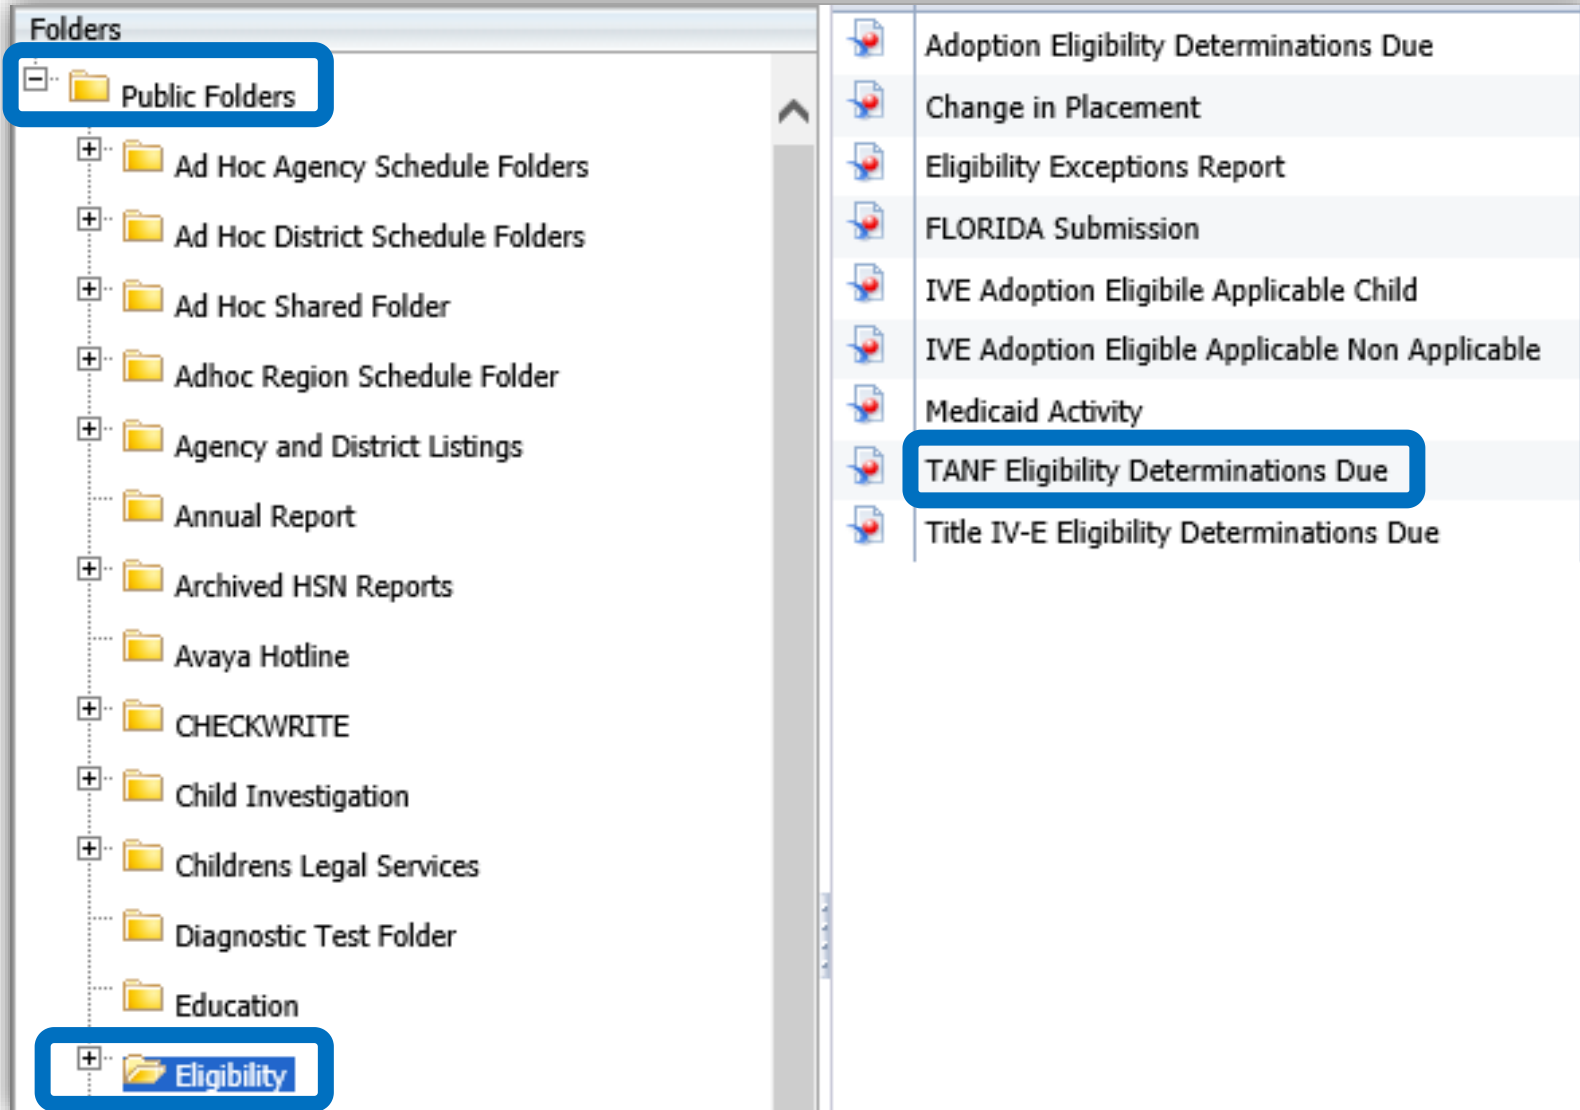 Folders
Public Folders
Ad Hoc Agency Schedule Folders
Ad Hoc District Schedule Folders
Ad Hoc Shared Folder
Adhoc Region Schedule Folder
Agency and District Listings
Annual Report
Archived HSN Reports
Avaya Hotline
CHECKWRITE
Child Investigation
Childrens Legal Services
Diagnostic Test Folder
Education
Eligibility
Adoption Eligibility Determinations Due
Change in Placement
Eligibility Exceptions Report
FLORIDA Submission
IVE Adoption Eligibile Applicable Child
IVE Adoption Eligible Applicable Non Applicable
Medicaid Activity
TANF Eligibility Determinations Due
Title IV-E Eligibility Determinations Due